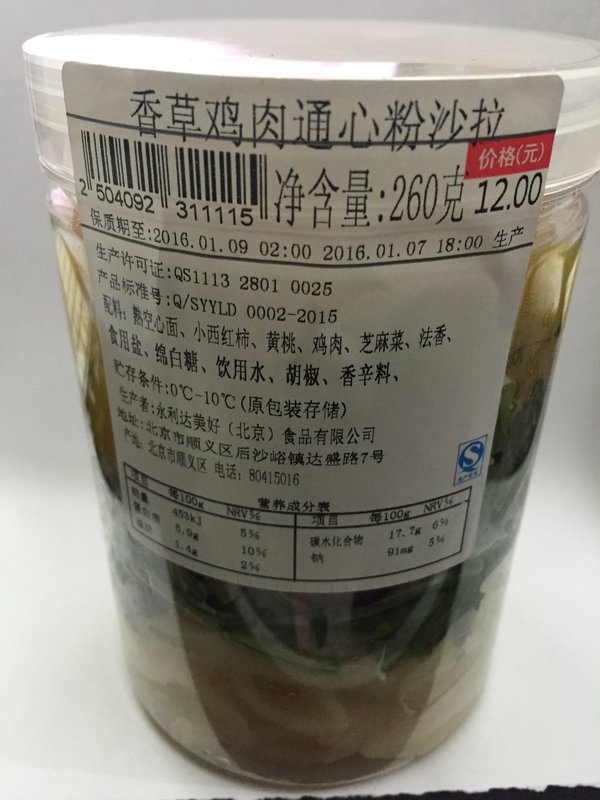 香草鸡肉通心粉沙拉
价格(元)
12.00
净含量:260克
2 504092 311115
保质期至:2016.01.09 02:00 2016.01.07 18:00 生产
生产许可证:QS1113 2801 0025
产品标准号:Q/SYYLD 0002-2015
配料:熟空心面、小西红柿、黄桃、鸡肉、芝麻菜、法香、
食用盐、绵白糖、饮用水、胡椒、香辛料、
贮存条件:0℃-10℃(原包装存储)
生产者:永利达美好（北京）食品有限公司
地址:北京市顺义区后沙峪镇达盛路7号
产地:北京市顺义区 电话:80415016
营养成分表
项目 每100g NRV%
能量 453kJ 5%
蛋白质 5.9g 10%
脂肪 1.4g 2%
项目 每100g NRV%
碳水化合物 17.7g 6%
钠 91mg 5%